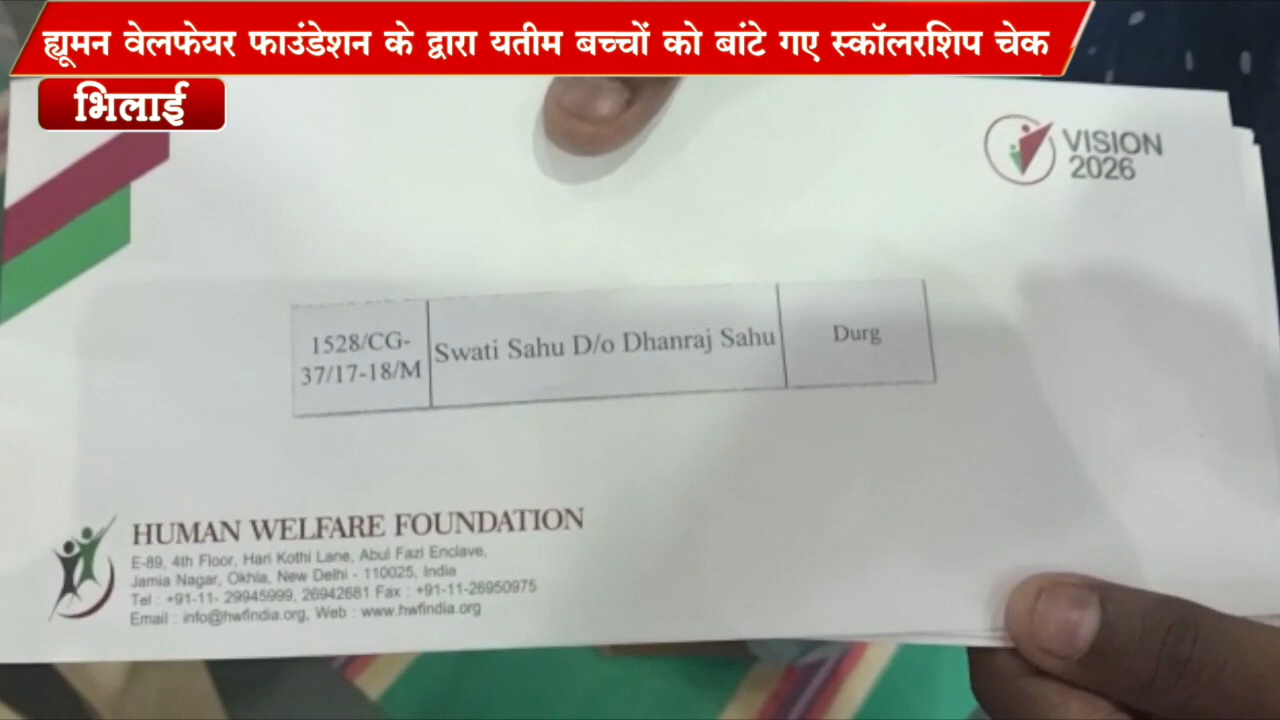 ह्यूमन वेलफेयर फाउंडेशन के द्वारा यतीम बच्चों को बांटे गए स्कॉलरशिप चेक
भिलाई
VISION
2026
1528/CG-
37/17-18/M
Swati Sahu D/o Dhanraj Sahu
Durg
HUMAN WELFARE FOUNDATION
E-89, 4th Floor, Hari Kothi Lane, Abul Fazl Enclave,
Jamia Nagar, Okhla, New Delhi - 110025, India
Tel : +91-11- 29945999, 26942681 Fax : +91-11-26950975
Email : info@hwfindia.org, Web : www.hwfindia.org